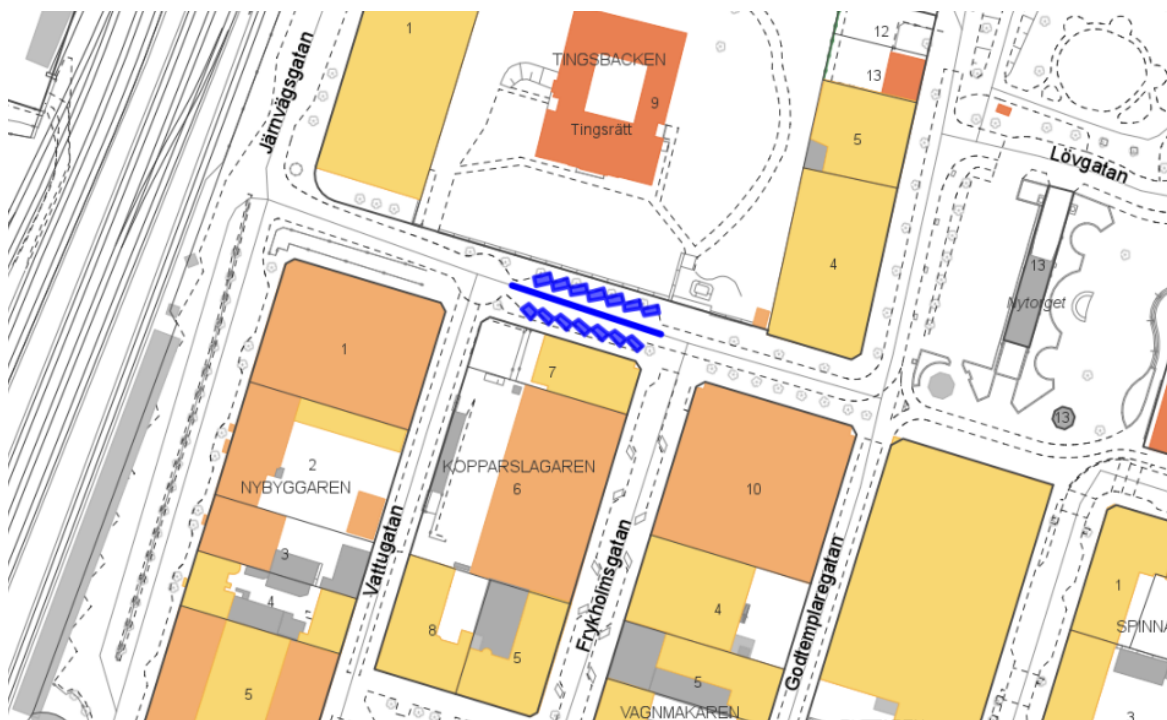 1
TINGSBACKEN
9
Tingsrätt
12
13
5
4
Järnvägsgatan
Lövgatan
13
Nytorget
13
1
7
2
NYBYGGAREN
KOPPARSLAGAREN
6
10
3
4
Vattugatan
Frykholmsgatan
Godtemplaregatan
8
5
4
1
SPINNA
5
5
VAGNMAKAREN
3